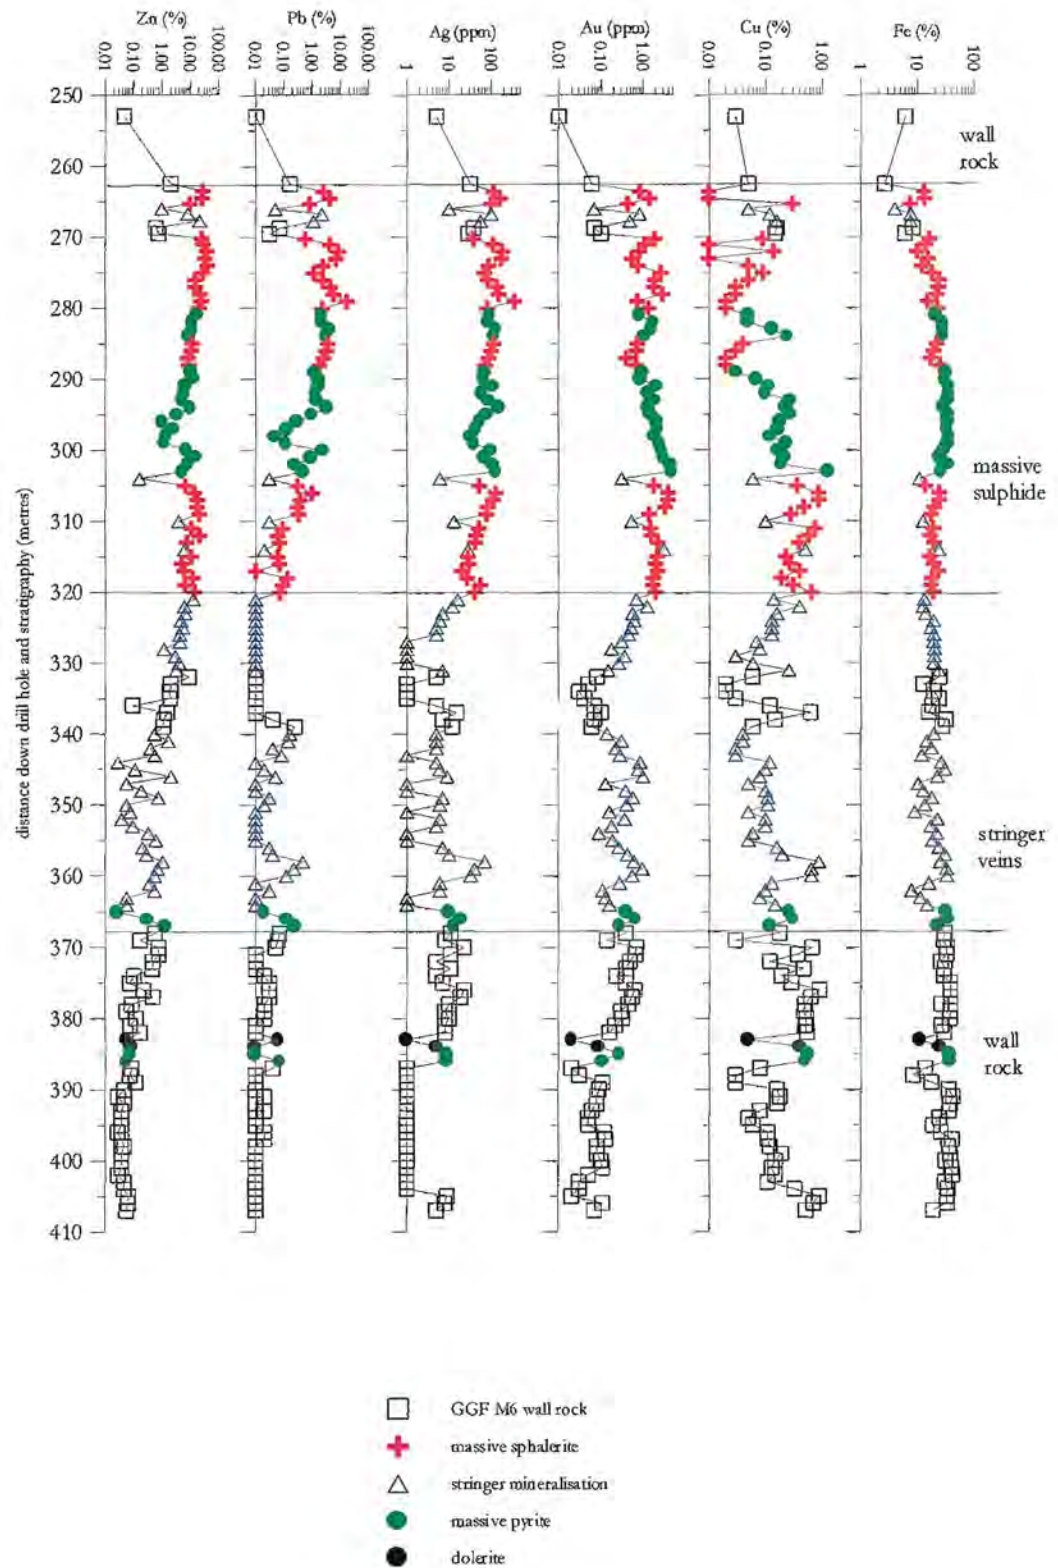 Zn (%) Pb (%) Ag (ppm) Au (ppm) Cu (%) Fe (%)
0.01 0.10 1.00 10.00 100.00 0.01 0.10 1.00 10.00 100.00 1 10 100 0.01 0.10 1.00 0.01 0.10 1.00 1 10 100
distance down drill hole and stratigraphy (metres)
250
260
270
280
290
300
310
320
330
340
350
360
370
380
390
400
410
wall
rock
massive
sulphide
stringer
veins
wall
rock
GGF M6 wall rock
massive sphalerite
stringer mineralisation
massive pyrite
dolerite